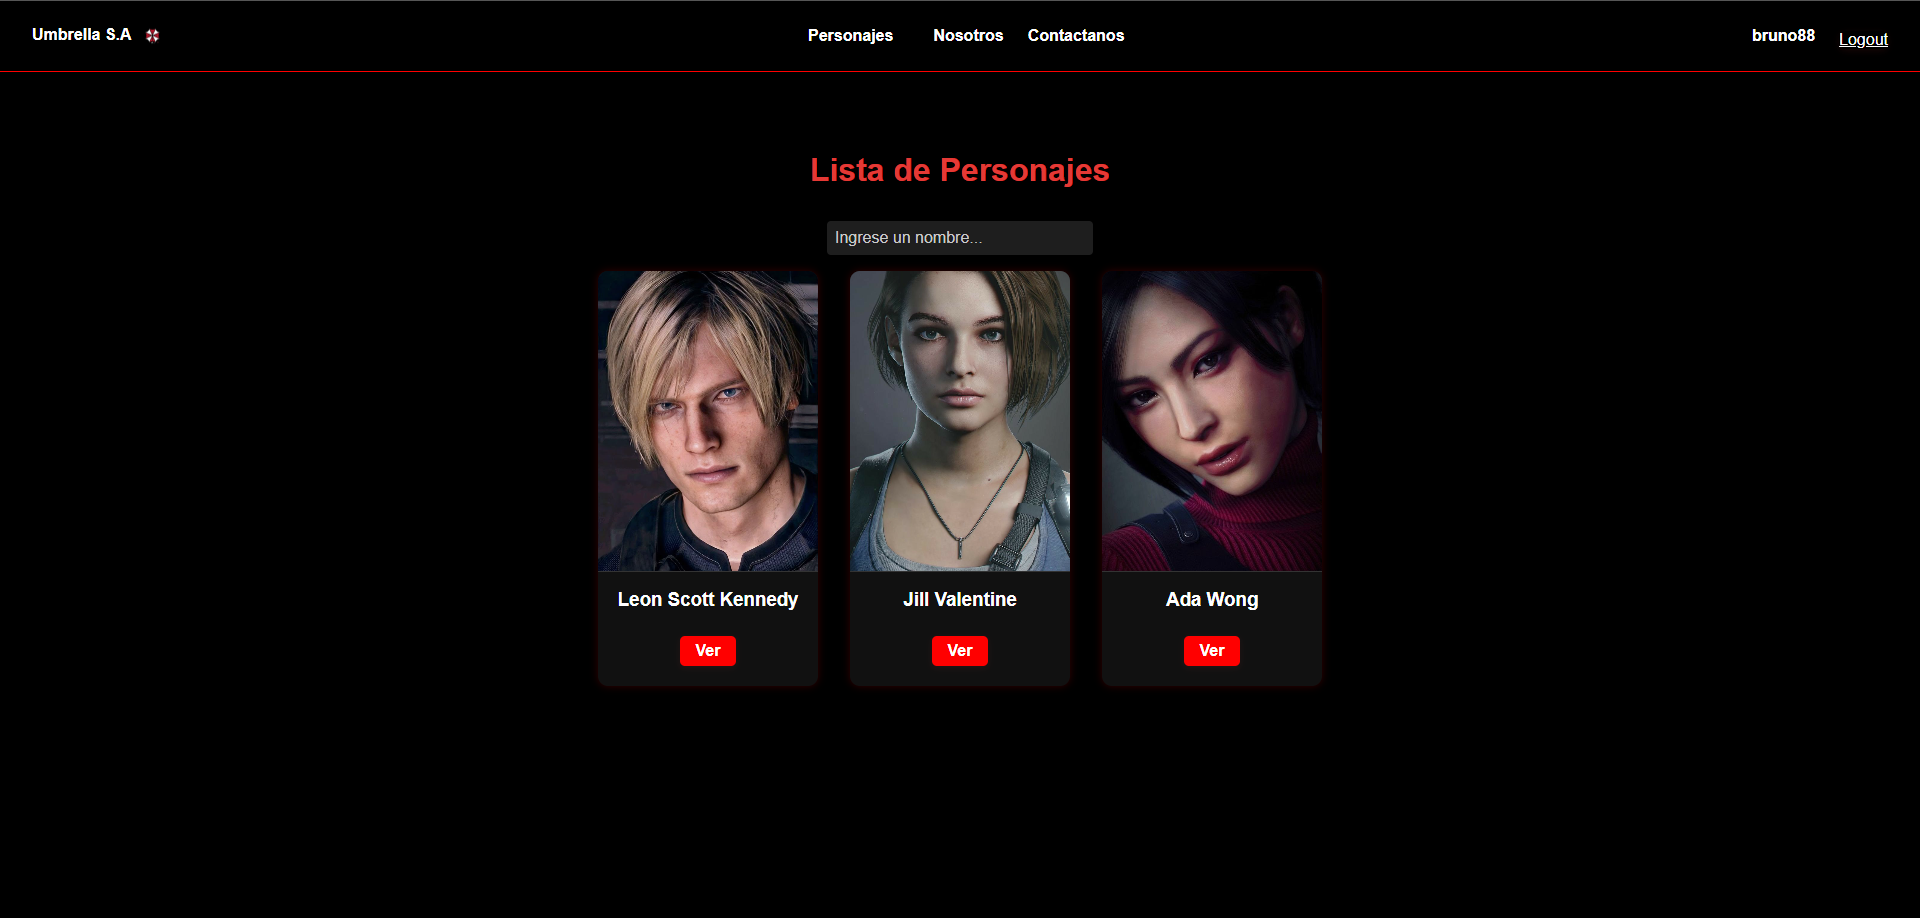 Umbrella S.A
Personajes Nosotros Contactanos
bruno88 Logout
Lista de Personajes
Ingrese un nombre...
Leon Scott Kennedy
Ver
Jill Valentine
Ver
Ada Wong
Ver